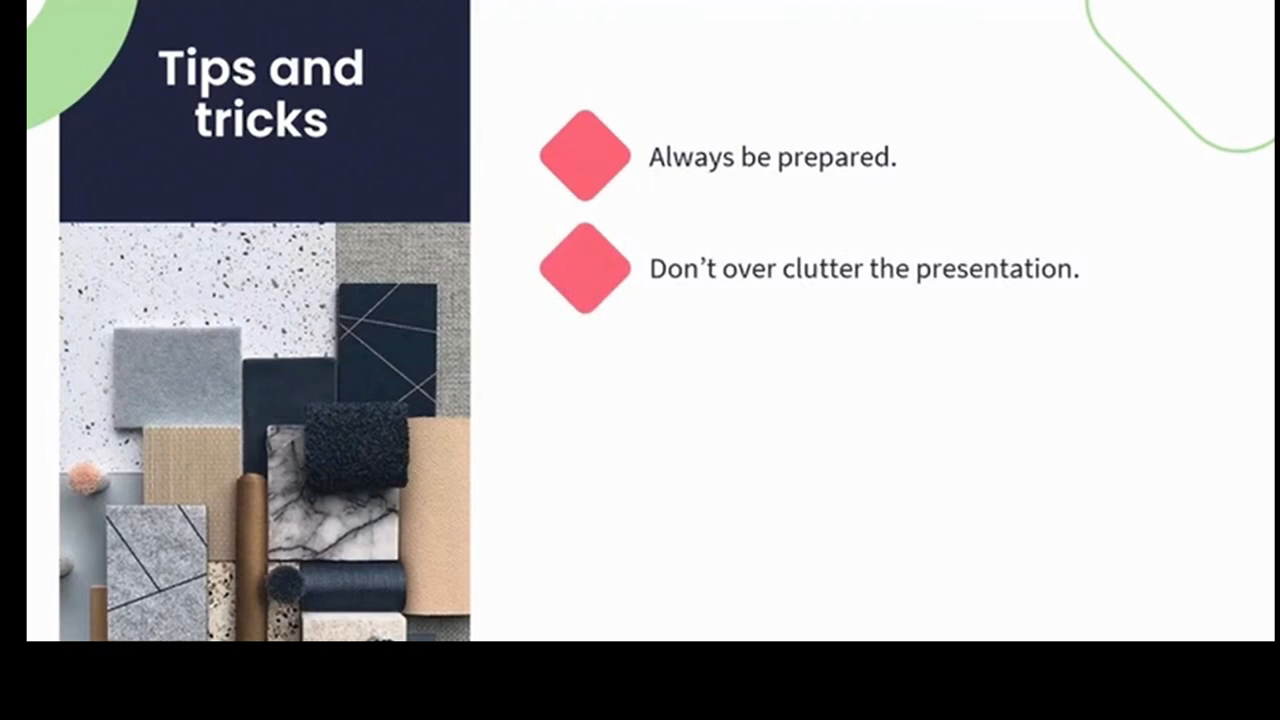 Tips and
tricks
Always be prepared.
Don’t over clutter the presentation.